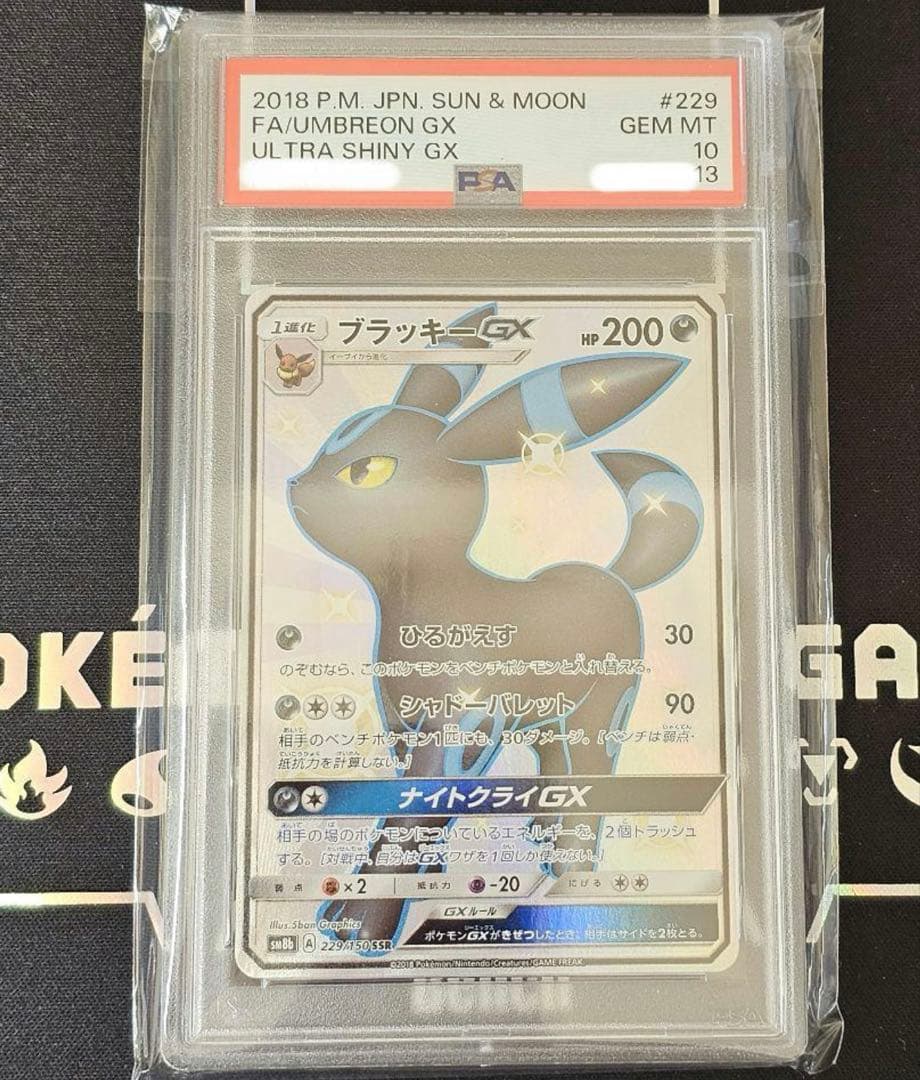 2018 P.M. JPN. SUN & MOON #229
FA/UMBREON GX GEM MT
ULTRA SHINY GX 10
PSA 13
1進化 ブラッキーGX HP 200
イーブイから進化
ひるがえす 30
のぞむなら、このポケモンをベンチポケモンと入れ替える。
シャドーバレット 90
相手のベンチポケモン1匹にも、30ダメージ。[ベンチは弱点・
抵抗力を計算しない。]
ナイトクライGX
相手の場のポケモンについているエネルギーを、2個トラッシュ
する。[対戦中、自分はGXワザを1回しか使えない。]
弱点 ×2 抵抗力 -20 にげる
GXルール
Illus.5ban Graphics
ポケモンGXがきぜつしたとき、相手はサイドを2枚とる。
sm8b A 229/150 SSR
©2018 Pokémon/Nintendo/Creatures/GAME FREAK
POKÉ GA